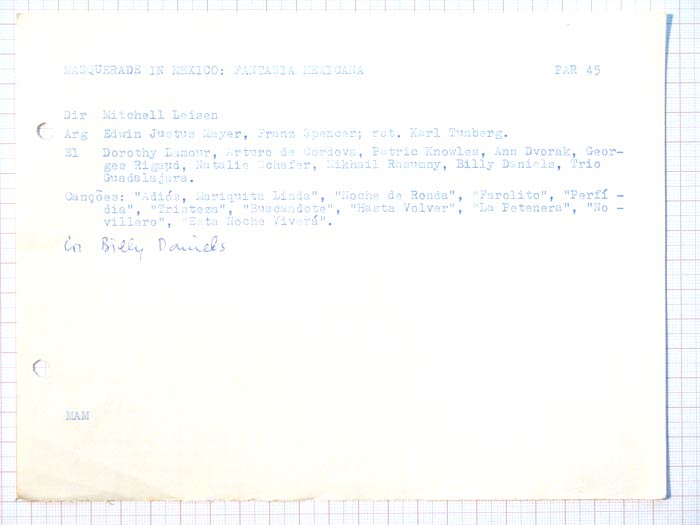 MASQUERADE IN MEXICO: FANTASIA MEXICANA PAR 45
Dir Mitchell Leisen
Arg Edwin Justus Mayer, Franz Spencer; rot. Karl Tunberg.
El Dorothy Lamour, Arturo de Cordova, Patric Knowles, Ann Dvorak, Geor-
ges Rigaud, Natalie Schafer, Mikhail Rasumny, Billy Daniels, Trio
Guadalajara.
Canções: "Adiós, Mariquita Linda", "Noche de Ronda", "Farolito", "Perfí -
dia", "Tristeza", "Buscandote", "Hasta Volver", "La Petenera", "No -
villero", "Esta Noche Viverá".
Cri Billy Daniels
MAM